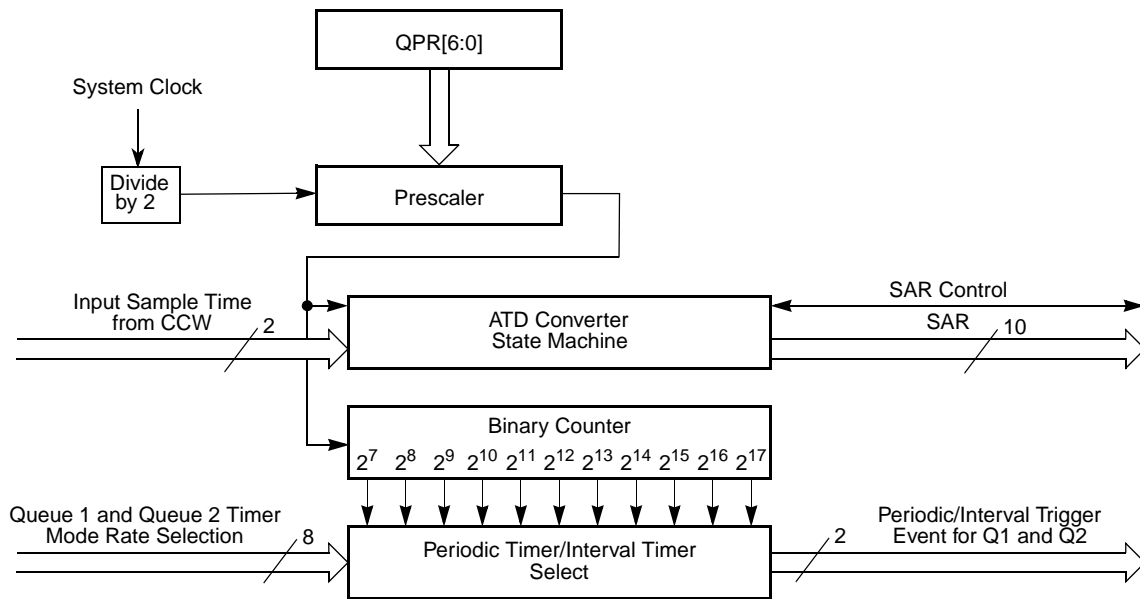 QPR[6:0]
System Clock
Divide
by 2
Prescaler
Input Sample Time
from CCW
2
ATD Converter
State Machine
SAR Control
SAR
10
Binary Counter
2^7 2^8 2^9 2^10 2^11 2^12 2^13 2^14 2^15 2^16 2^17
Queue 1 and Queue 2 Timer
Mode Rate Selection
8
Periodic Timer/Interval Timer
Select
2
Periodic/Interval Trigger
Event for Q1 and Q2